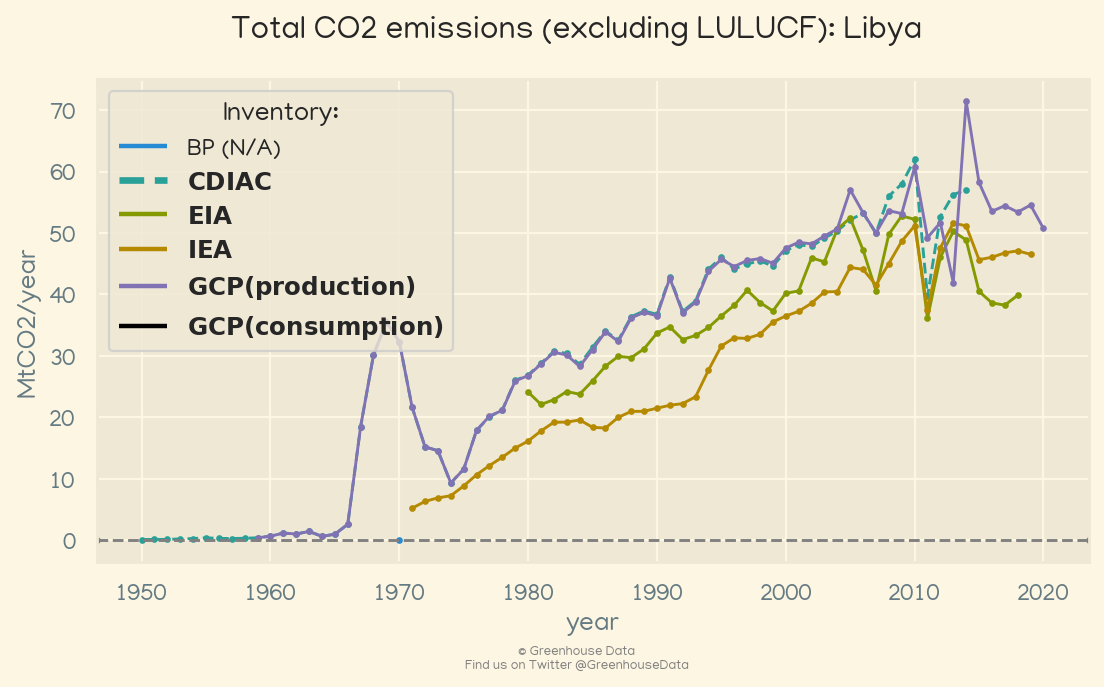 Total CO2 emissions (excluding LULUCF): Libya
Inventory:
BP (N/A)
CDIAC
EIA
IEA
GCP(production)
GCP(consumption)
MtCO2/year
70
60
50
40
30
20
10
0
1950 1960 1970 1980 1990 2000 2010 2020
year
© Greenhouse Data
Find us on Twitter @GreenhouseData